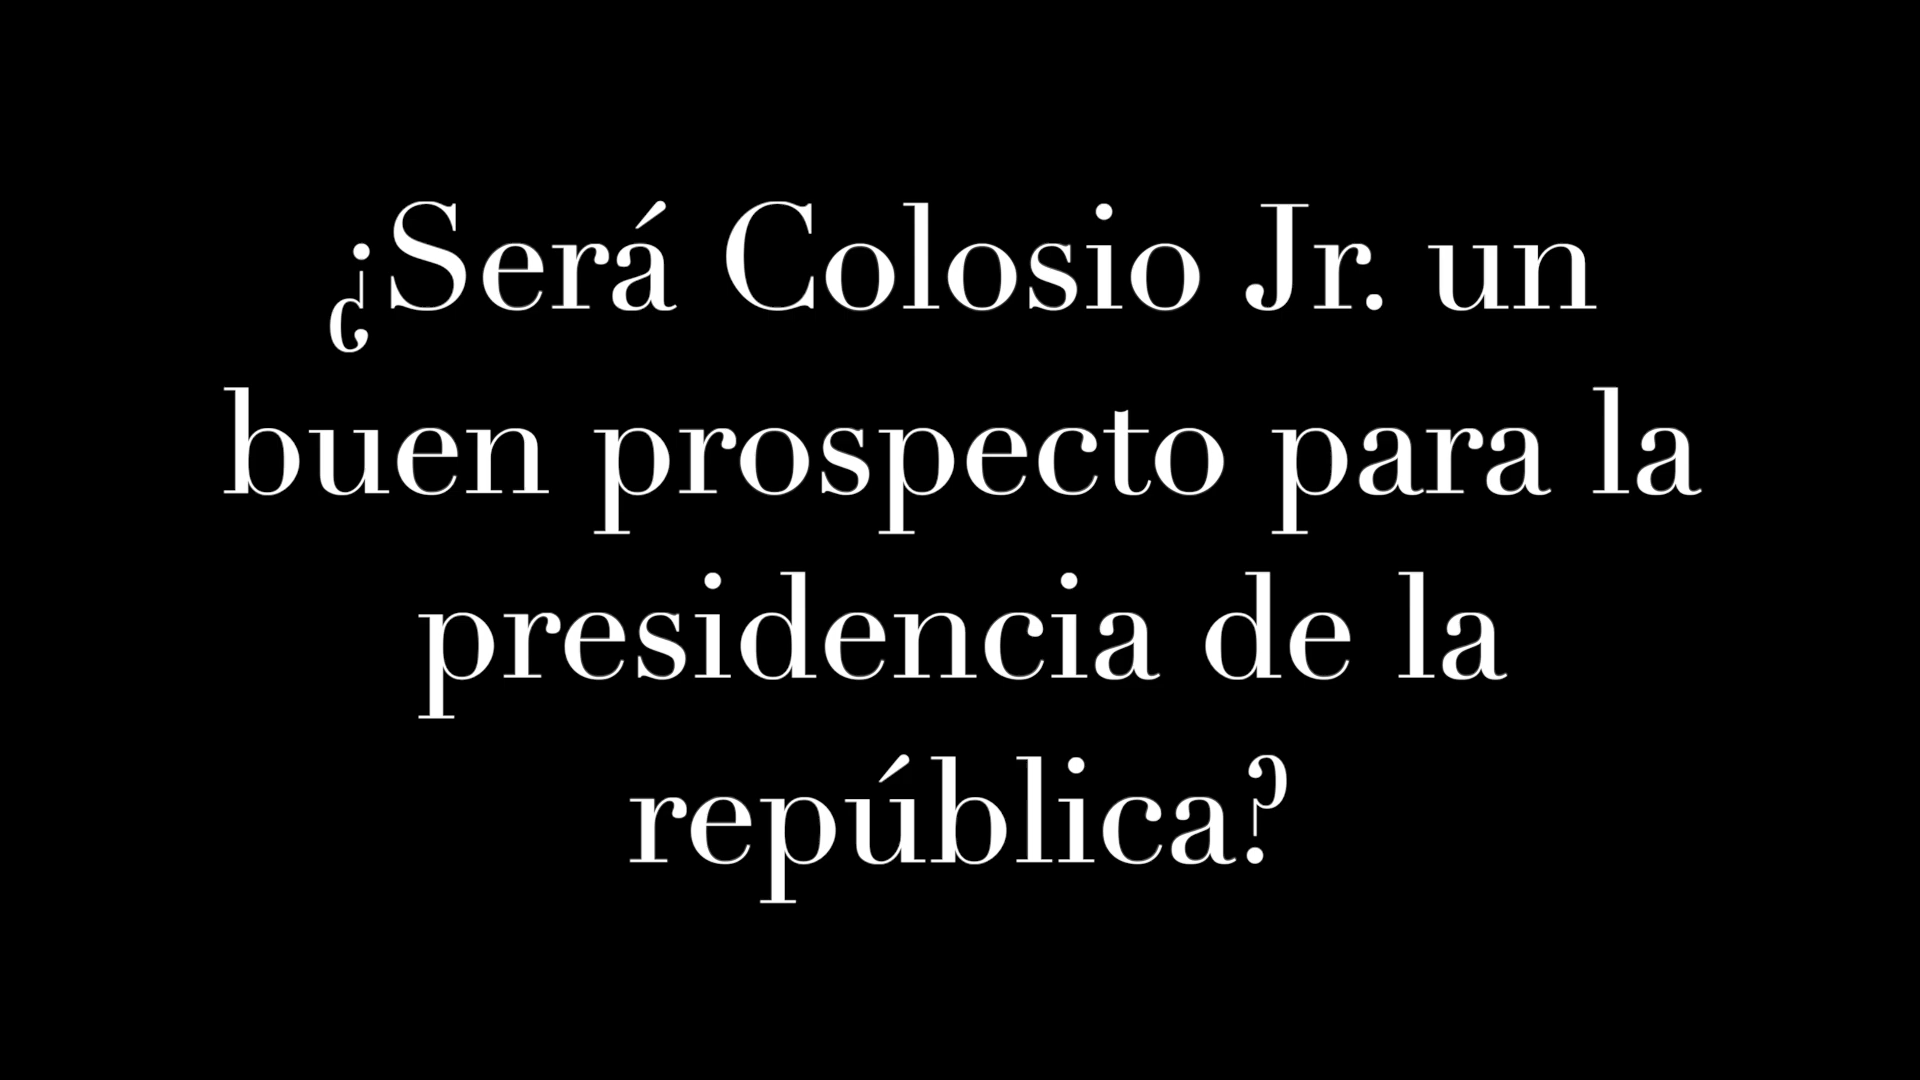 ¿Será Colosio Jr. un
buen prospecto para la
presidencia de la
república?